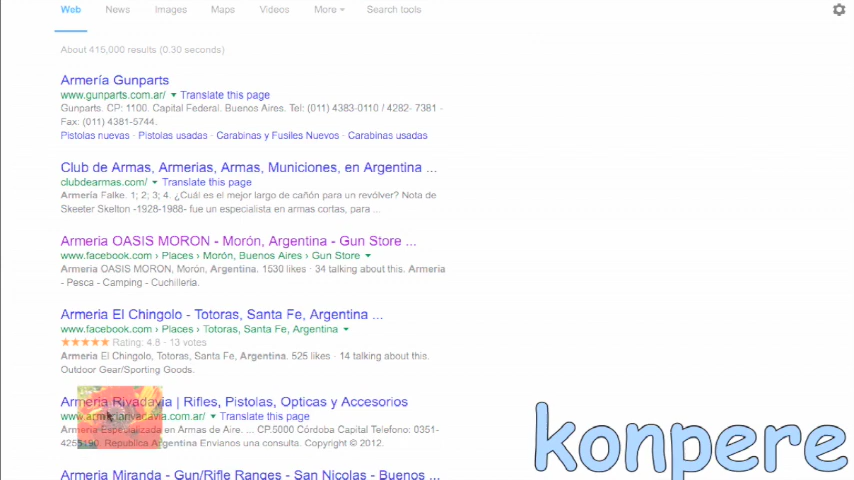 Web News Images Maps Videos More Search tools
About 415,000 results (0.30 seconds)
Armería Gunparts
www.gunparts.com.ar/ Translate this page
Gunparts. CP: 1100. Capital Federal. Buenos Aires. Tel: (011) 4383-0110 / 4282- 7381 -
Fax: (011) 4381-5744.
Pistolas nuevas · Pistolas usadas · Carabinas y Fusiles Nuevos · Carabinas usadas
Club de Armas, Armerias, Armas, Municiones, en Argentina ...
clubdearmas.com/ Translate this page
Armería Falke. 1; 2; 3; 4. ¿Cuál es el mejor largo de cañón para un revólver? Nota de
Skeeter Skelton -1928-1988- fue un especialista en armas cortas, para ...
Armeria OASIS MORON - Morón, Argentina - Gun Store ...
www.facebook.com › Places › Morón, Buenos Aires › Gun Store
Armeria OASIS MORON, Morón, Argentina. 1530 likes · 34 talking about this. Armeria
- Pesca - Camping - Cuchilleria.
Armeria El Chingolo - Totoras, Santa Fe, Argentina ...
www.facebook.com › Places › Totoras, Santa Fe, Argentina
Rating: 4.8 - 13 votes
Armeria El Chingolo, Totoras, Santa Fe, Argentina. 525 likes · 14 talking about this.
Outdoor Gear/Sporting Goods.
Armeria Rivadavia | Rifles, Pistolas, Opticas y Accesorios
www.armeriarivadavia.com.ar/ Translate this page
Armería Especializada en Armas de Aire. ... CP.5000 Córdoba Capital Telefono: 0351-
4255190. Republica Argentina Envianos una consulta. Copyright © 2012.
Armeria Miranda - Gun/Rifle Ranges - San Nicolas - Buenos ...
konpere